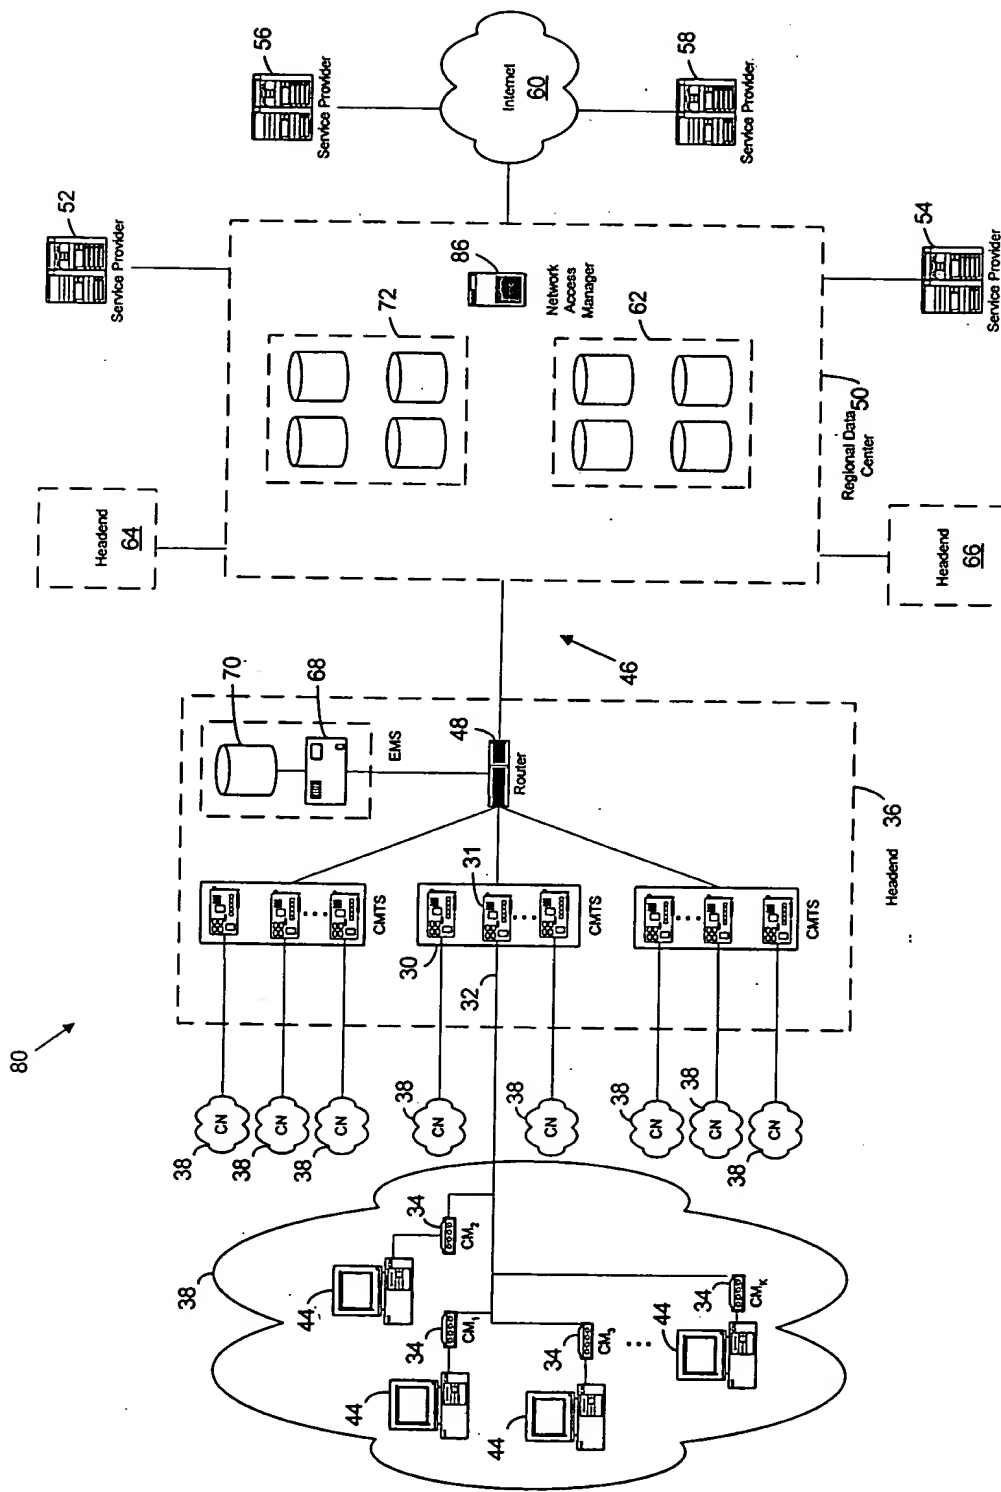 80
38
44
44
44
44
34
34
34
34
CM₁
CM₂
CM₃
CMₖ
...
38
38
38
38
38
38
38
38
CN
CN
CN
CN
CN
CN
CN
CN
32
30
31
...
...
...
CMTS
CMTS
CMTS
70
68
EMS
48
Router
Headend 36
46
Headend
64
Headend
66
72
62
86
Network
Access
Manager
Regional Data 50
Center
52
Service Provider
54
Service Provider
56
Service Provider
58
Service Provider.
Internet
60